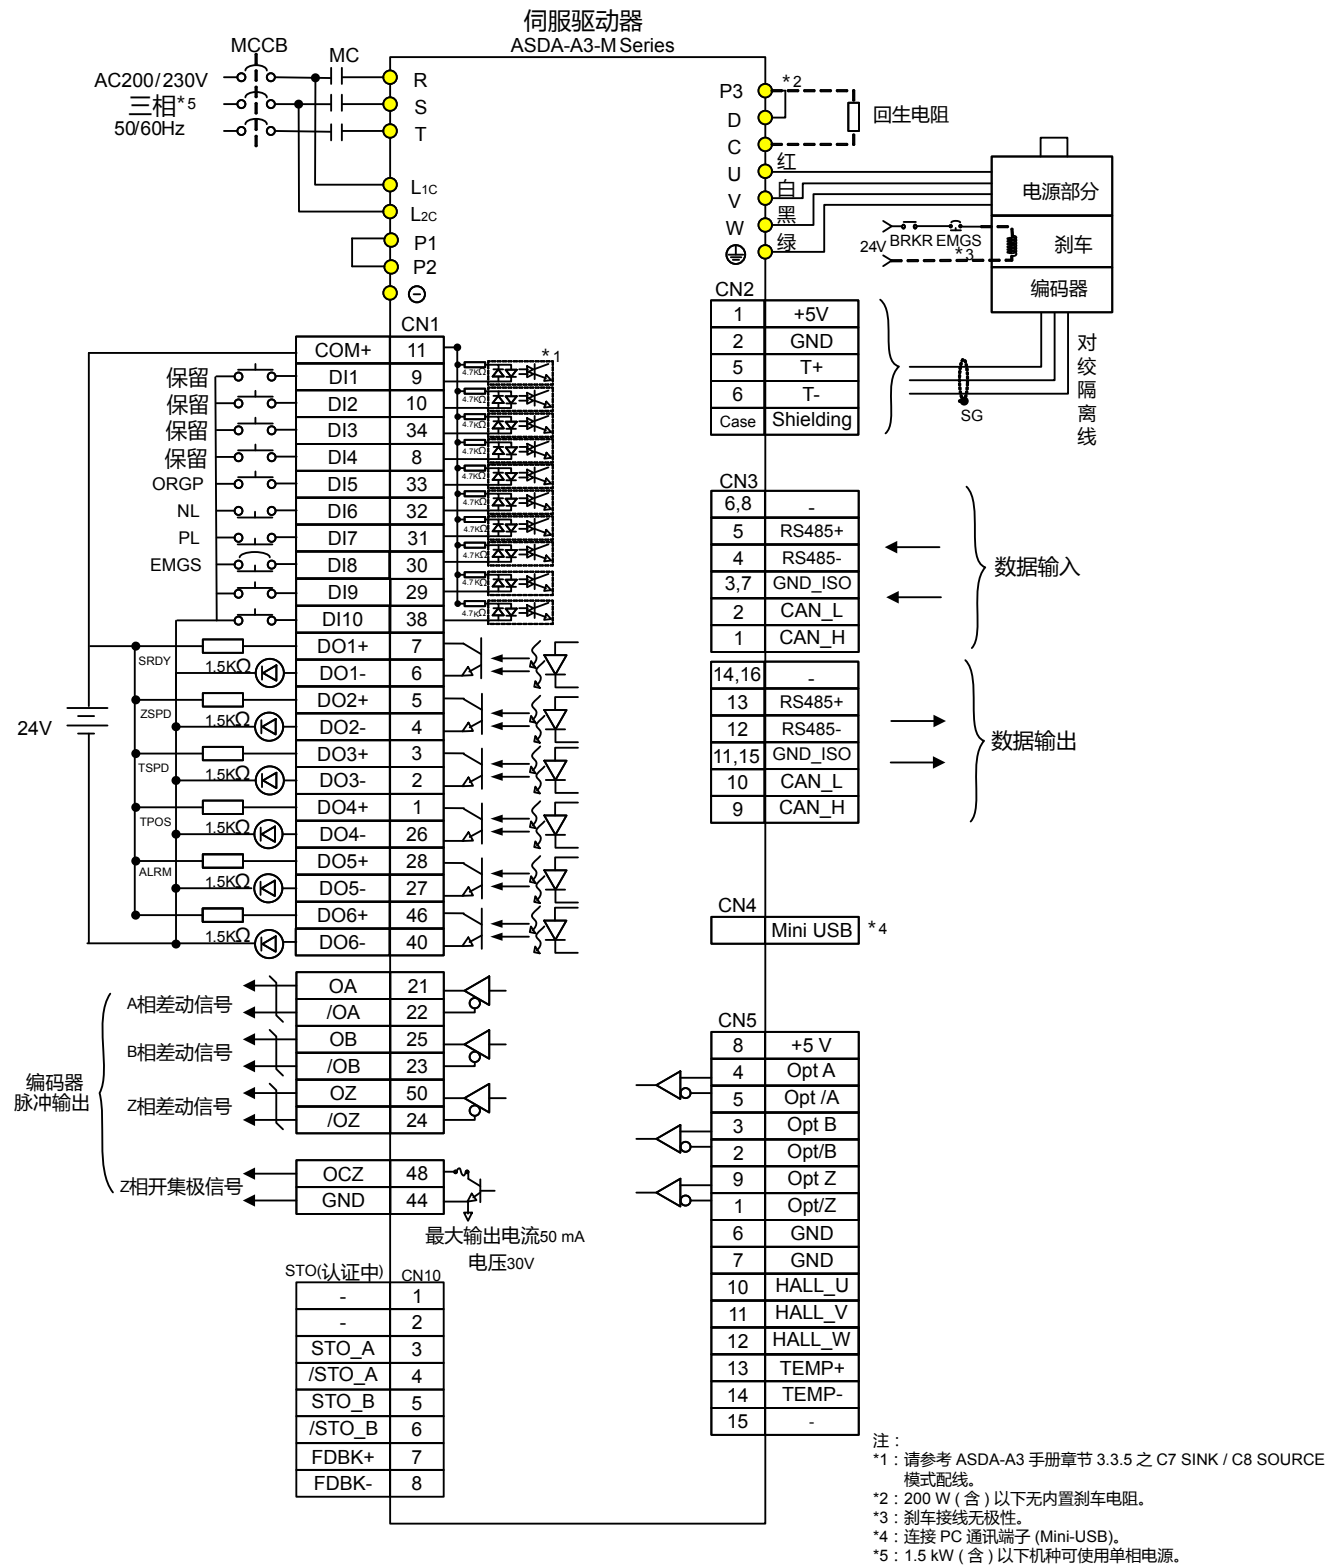 伺服驱动器
ASDA-A3-M Series
MCCB
MC
AC200/230V
三相*5
50/60Hz
R
S
T
L1C
L2C
P1
P2
⊖
P3
D
C
U
V
W
*2
回生电阻
红
白
黑
绿
电源部分
刹车
编码器
24V
BRKR EMGS
*3
对绞隔离线
SG
CN1
COM+ 11
*1
保留 DI1 9 4.7KΩ
保留 DI2 10 4.7KΩ
保留 DI3 34 4.7KΩ
保留 DI4 8 4.7KΩ
ORGP DI5 33 4.7KΩ
NL DI6 32 4.7KΩ
PL DI7 31 4.7KΩ
EMGS DI8 30 4.7KΩ
DI9 29 4.7KΩ
DI10 38 4.7KΩ
24V
DO1+ 7
SRDY 1.5KΩ DO1- 6
DO2+ 5
ZSPD 1.5KΩ DO2- 4
DO3+ 3
TSPD 1.5KΩ DO3- 2
DO4+ 1
TPOS 1.5KΩ DO4- 26
DO5+ 28
ALRM 1.5KΩ DO5- 27
DO6+ 46
1.5KΩ DO6- 40
编码器
脉冲输出
A相差动信号
OA 21
/OA 22
B相差动信号
OB 25
/OB 23
Z相差动信号
OZ 50
/OZ 24
Z相开集极信号
OCZ 48
GND 44
最大输出电流50 mA
电压30V
STO(认证中) CN10
- 1
- 2
STO_A 3
/STO_A 4
STO_B 5
/STO_B 6
FDBK+ 7
FDBK- 8
CN2
1 +5V
2 GND
5 T+
6 T-
Case Shielding
CN3
6,8 -
5 RS485+
4 RS485-
3,7 GND_ISO
2 CAN_L
1 CAN_H
数据输入
14,16 -
13 RS485+
12 RS485-
11,15 GND_ISO
10 CAN_L
9 CAN_H
数据输出
CN4
Mini USB *4
CN5
8 +5 V
4 Opt A
5 Opt /A
3 Opt B
2 Opt/B
9 Opt Z
1 Opt/Z
6 GND
7 GND
10 HALL_U
11 HALL_V
12 HALL_W
13 TEMP+
14 TEMP-
15 -
注：
*1：请参考 ASDA-A3 手册章节 3.3.5 之 C7 SINK / C8 SOURCE
模式配线。
*2：200 W ( 含 ) 以下无内置刹车电阻。
*3：刹车接线无极性。
*4：连接 PC 通讯端子 (Mini-USB)。
*5：1.5 kW ( 含 ) 以下机种可使用单相电源。